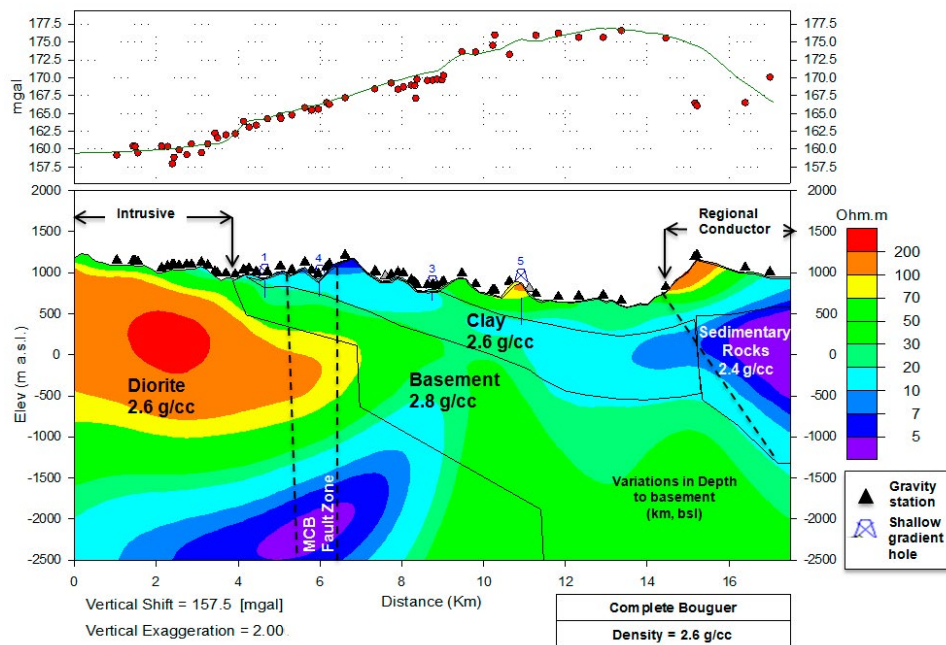 177.5
175.0
172.5
170.0
167.5
165.0
162.5
160.0
157.5
mgal
177.5
175.0
172.5
170.0
167.5
165.0
162.5
160.0
157.5
2000
1500
1000
500
0
-500
-1000
-1500
-2000
-2500
Elev (m a.s.l.)
Intrusive
Regional
Conductor
1
4
3
5
Clay
2.6 g/cc
Basement
2.8 g/cc
Diorite
2.6 g/cc
Sedimentary
Rocks
2.4 g/cc
MCB
Fault Zone
Variations in Depth
to basement
(km, bsl)
2000
1500
1000
500
0
-500
-1000
-1500
-2000
-2500
Ohm.m
200
100
70
50
30
20
10
7
5
Gravity
station
Shallow
gradient
hole
0 2 4 6 8 10 12 14 16
Distance (Km)
Vertical Shift = 157.5 [mgal]
Vertical Exaggeration = 2.00
Complete Bouguer
Density = 2.6 g/cc